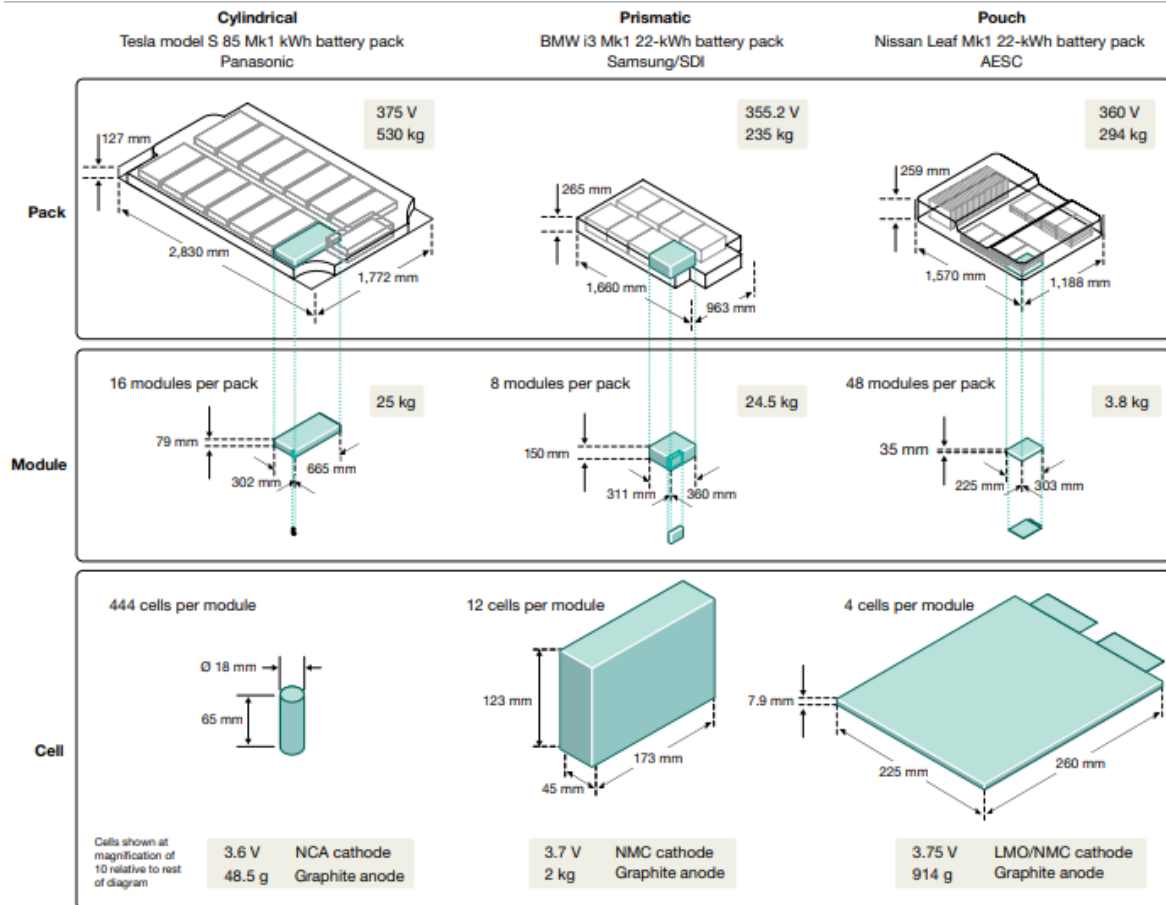 Cylindrical
Tesla model S 85 Mk1 kWh battery pack
Panasonic
Prismatic
BMW i3 Mk1 22-kWh battery pack
Samsung/SDI
Pouch
Nissan Leaf Mk1 22-kWh battery pack
AESC
Pack
375 V
530 kg
127 mm
2,830 mm
1,772 mm
355.2 V
235 kg
265 mm
1,660 mm
963 mm
360 V
294 kg
259 mm
1,570 mm
1,188 mm
Module
16 modules per pack
25 kg
79 mm
302 mm
665 mm
8 modules per pack
24.5 kg
150 mm
311 mm
360 mm
48 modules per pack
3.8 kg
35 mm
225 mm
303 mm
Cell
444 cells per module
Ø 18 mm
65 mm
12 cells per module
123 mm
45 mm
173 mm
4 cells per module
7.9 mm
225 mm
260 mm
Cells shown at
magnification of
10 relative to rest
of diagram
3.6 V NCA cathode
48.5 g Graphite anode
3.7 V NMC cathode
2 kg Graphite anode
3.75 V LMO/NMC cathode
914 g Graphite anode